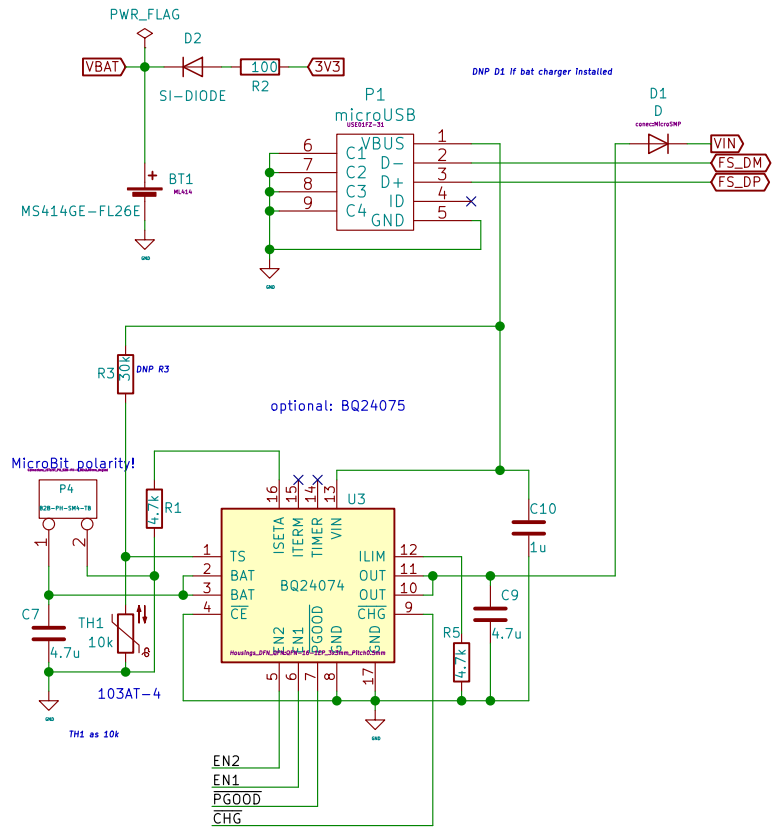 PWR_FLAG
VBAT
D2
SI-DIODE
100
R2
3V3
BT1
ML414
MS414GE-FL26E
GND
DNP D1 if bat charger installed
P1
microUSB
USE01FZ-31
6 C1
7 C2
8 C3
9 C4
VBUS 1
D- 2
D+ 3
ID 4
GND 5
GND
D1
D
VIN
FS_DM
FS_DP
R3
30k
DNP R3
optional: BQ24075
MicroBit polarity!
P4
B2B-PH-SM4-TB
1
2
4.7k
R1
16 ISETA
15 ITERM
14 TIMER
13 VIN
U3
C10
1u
1 TS
2 BAT
3 BAT
4 CE
BQ24074
ILIM 12
OUT 11
OUT 10
CHG 9
5 EN2
6 EN1
7 PGOOD
8 GND
17 GND
C7
4.7u
TH1
10k
R5
4.7k
C9
4.7u
103AT-4
GND
TH1 as 10k
GND
EN2
EN1
PGOOD
CHG